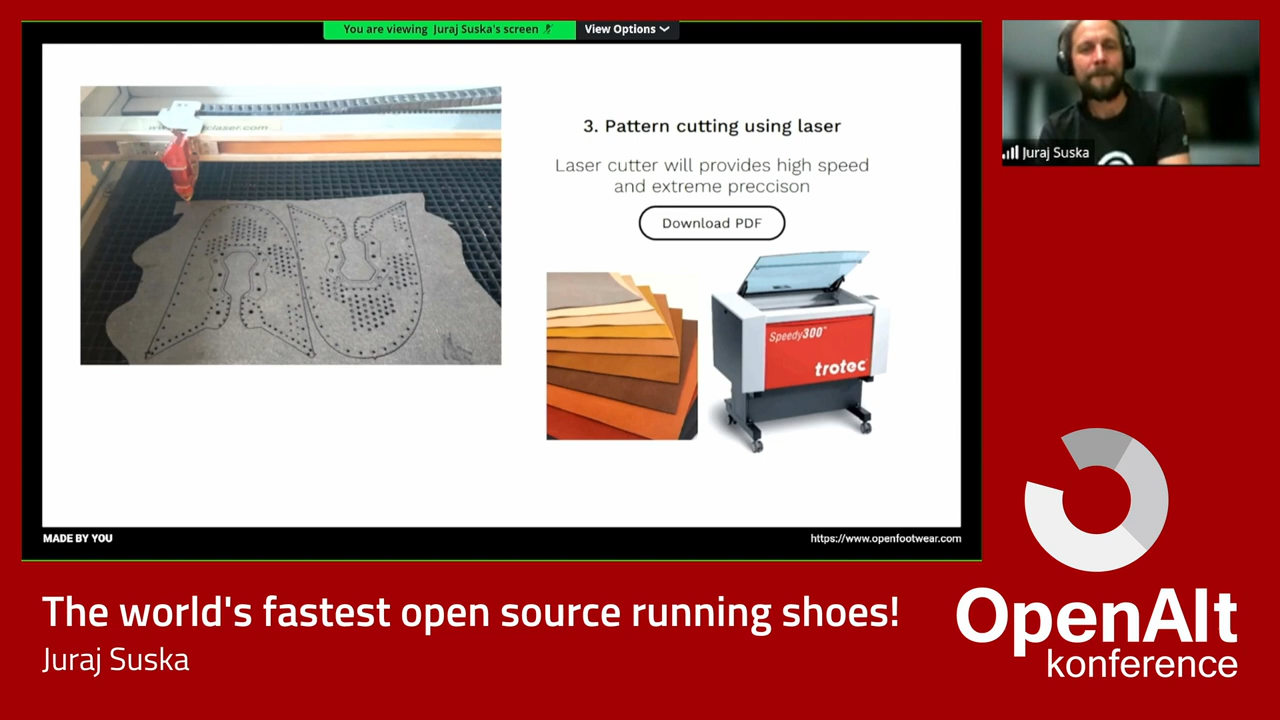 You are viewing Juraj Suska's screen
View Options
3. Pattern cutting using laser
Laser cutter will provides high speed
and extreme preccison
Download PDF
Speedy300™
trotec
MADE BY YOU
https://www.openfootwear.com
Juraj Suska
The world's fastest open source running shoes!
Juraj Suska
OpenAlt
konference